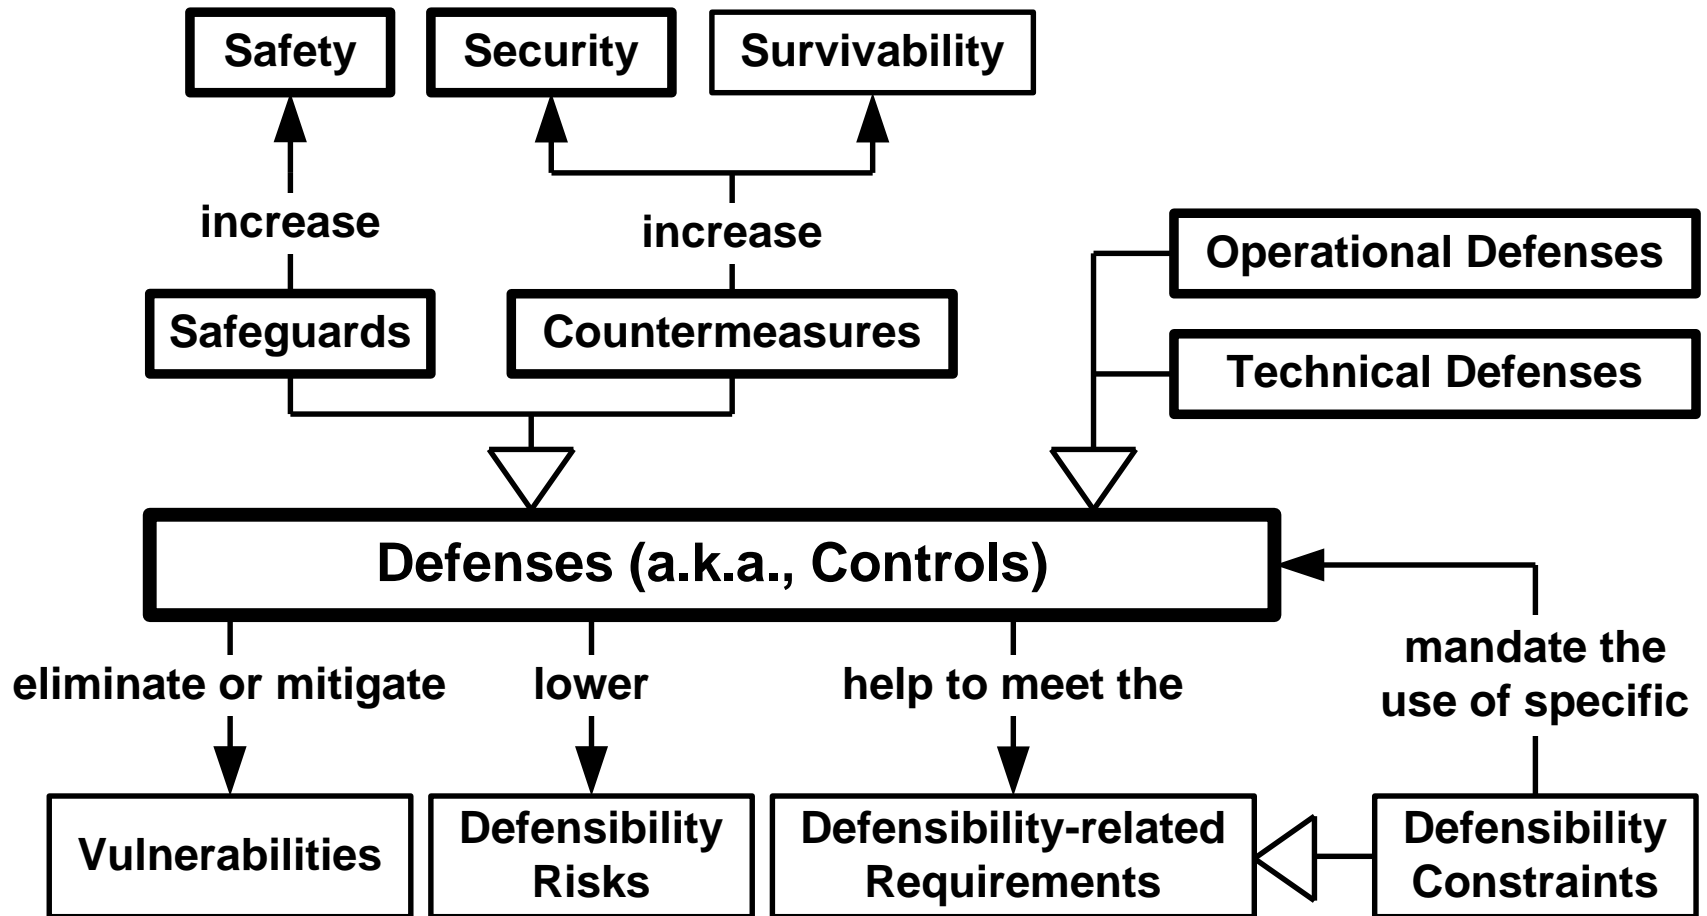 Safety
Security
Survivability
increase
increase
Operational Defenses
Safeguards
Countermeasures
Technical Defenses
Defenses (a.k.a., Controls)
eliminate or mitigate
lower
help to meet the
mandate the
use of specific
Vulnerabilities
Defensibility
Risks
Defensibility-related
Requirements
Defensibility
Constraints